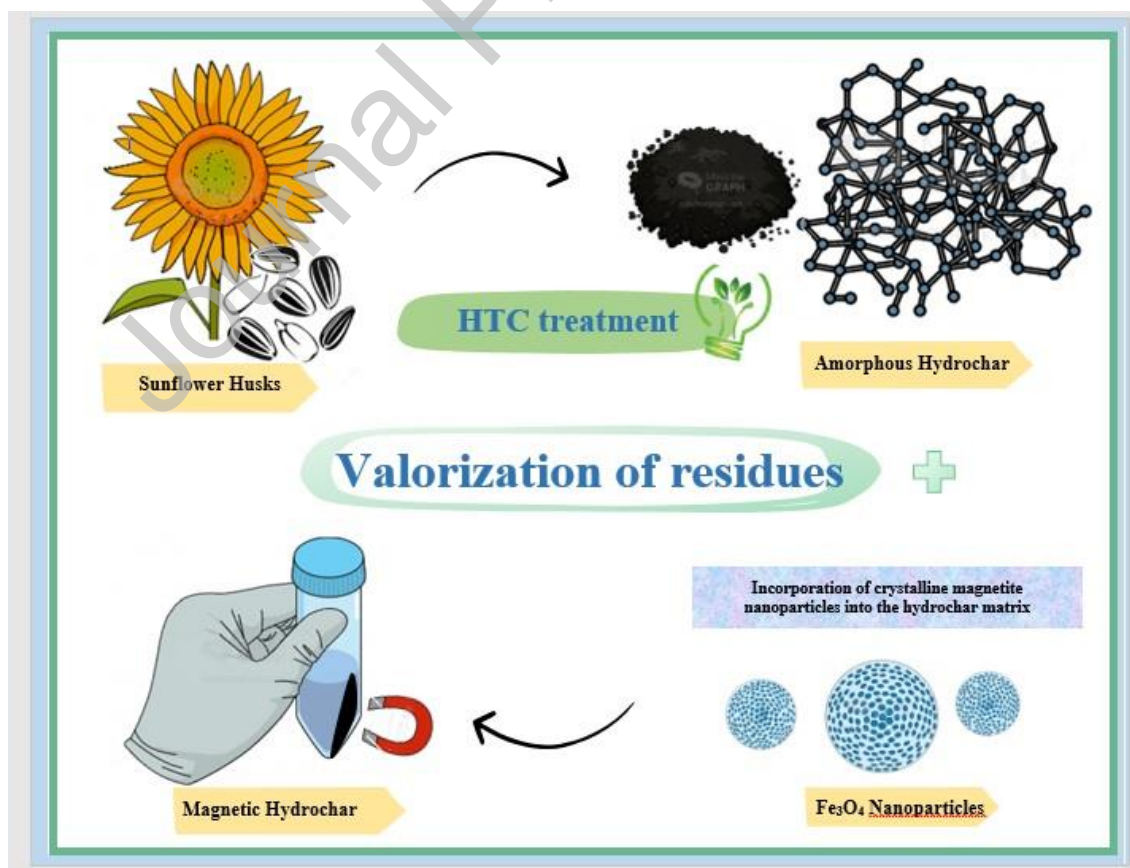 Journal P
HTC treatment
Sunflower Husks
Amorphous Hydrochar
Valorization of residues
Incorporation of crystalline magnetite
nanoparticles into the hydrochar matrix
Magnetic Hydrochar
Fe₃O₄ Nanoparticles